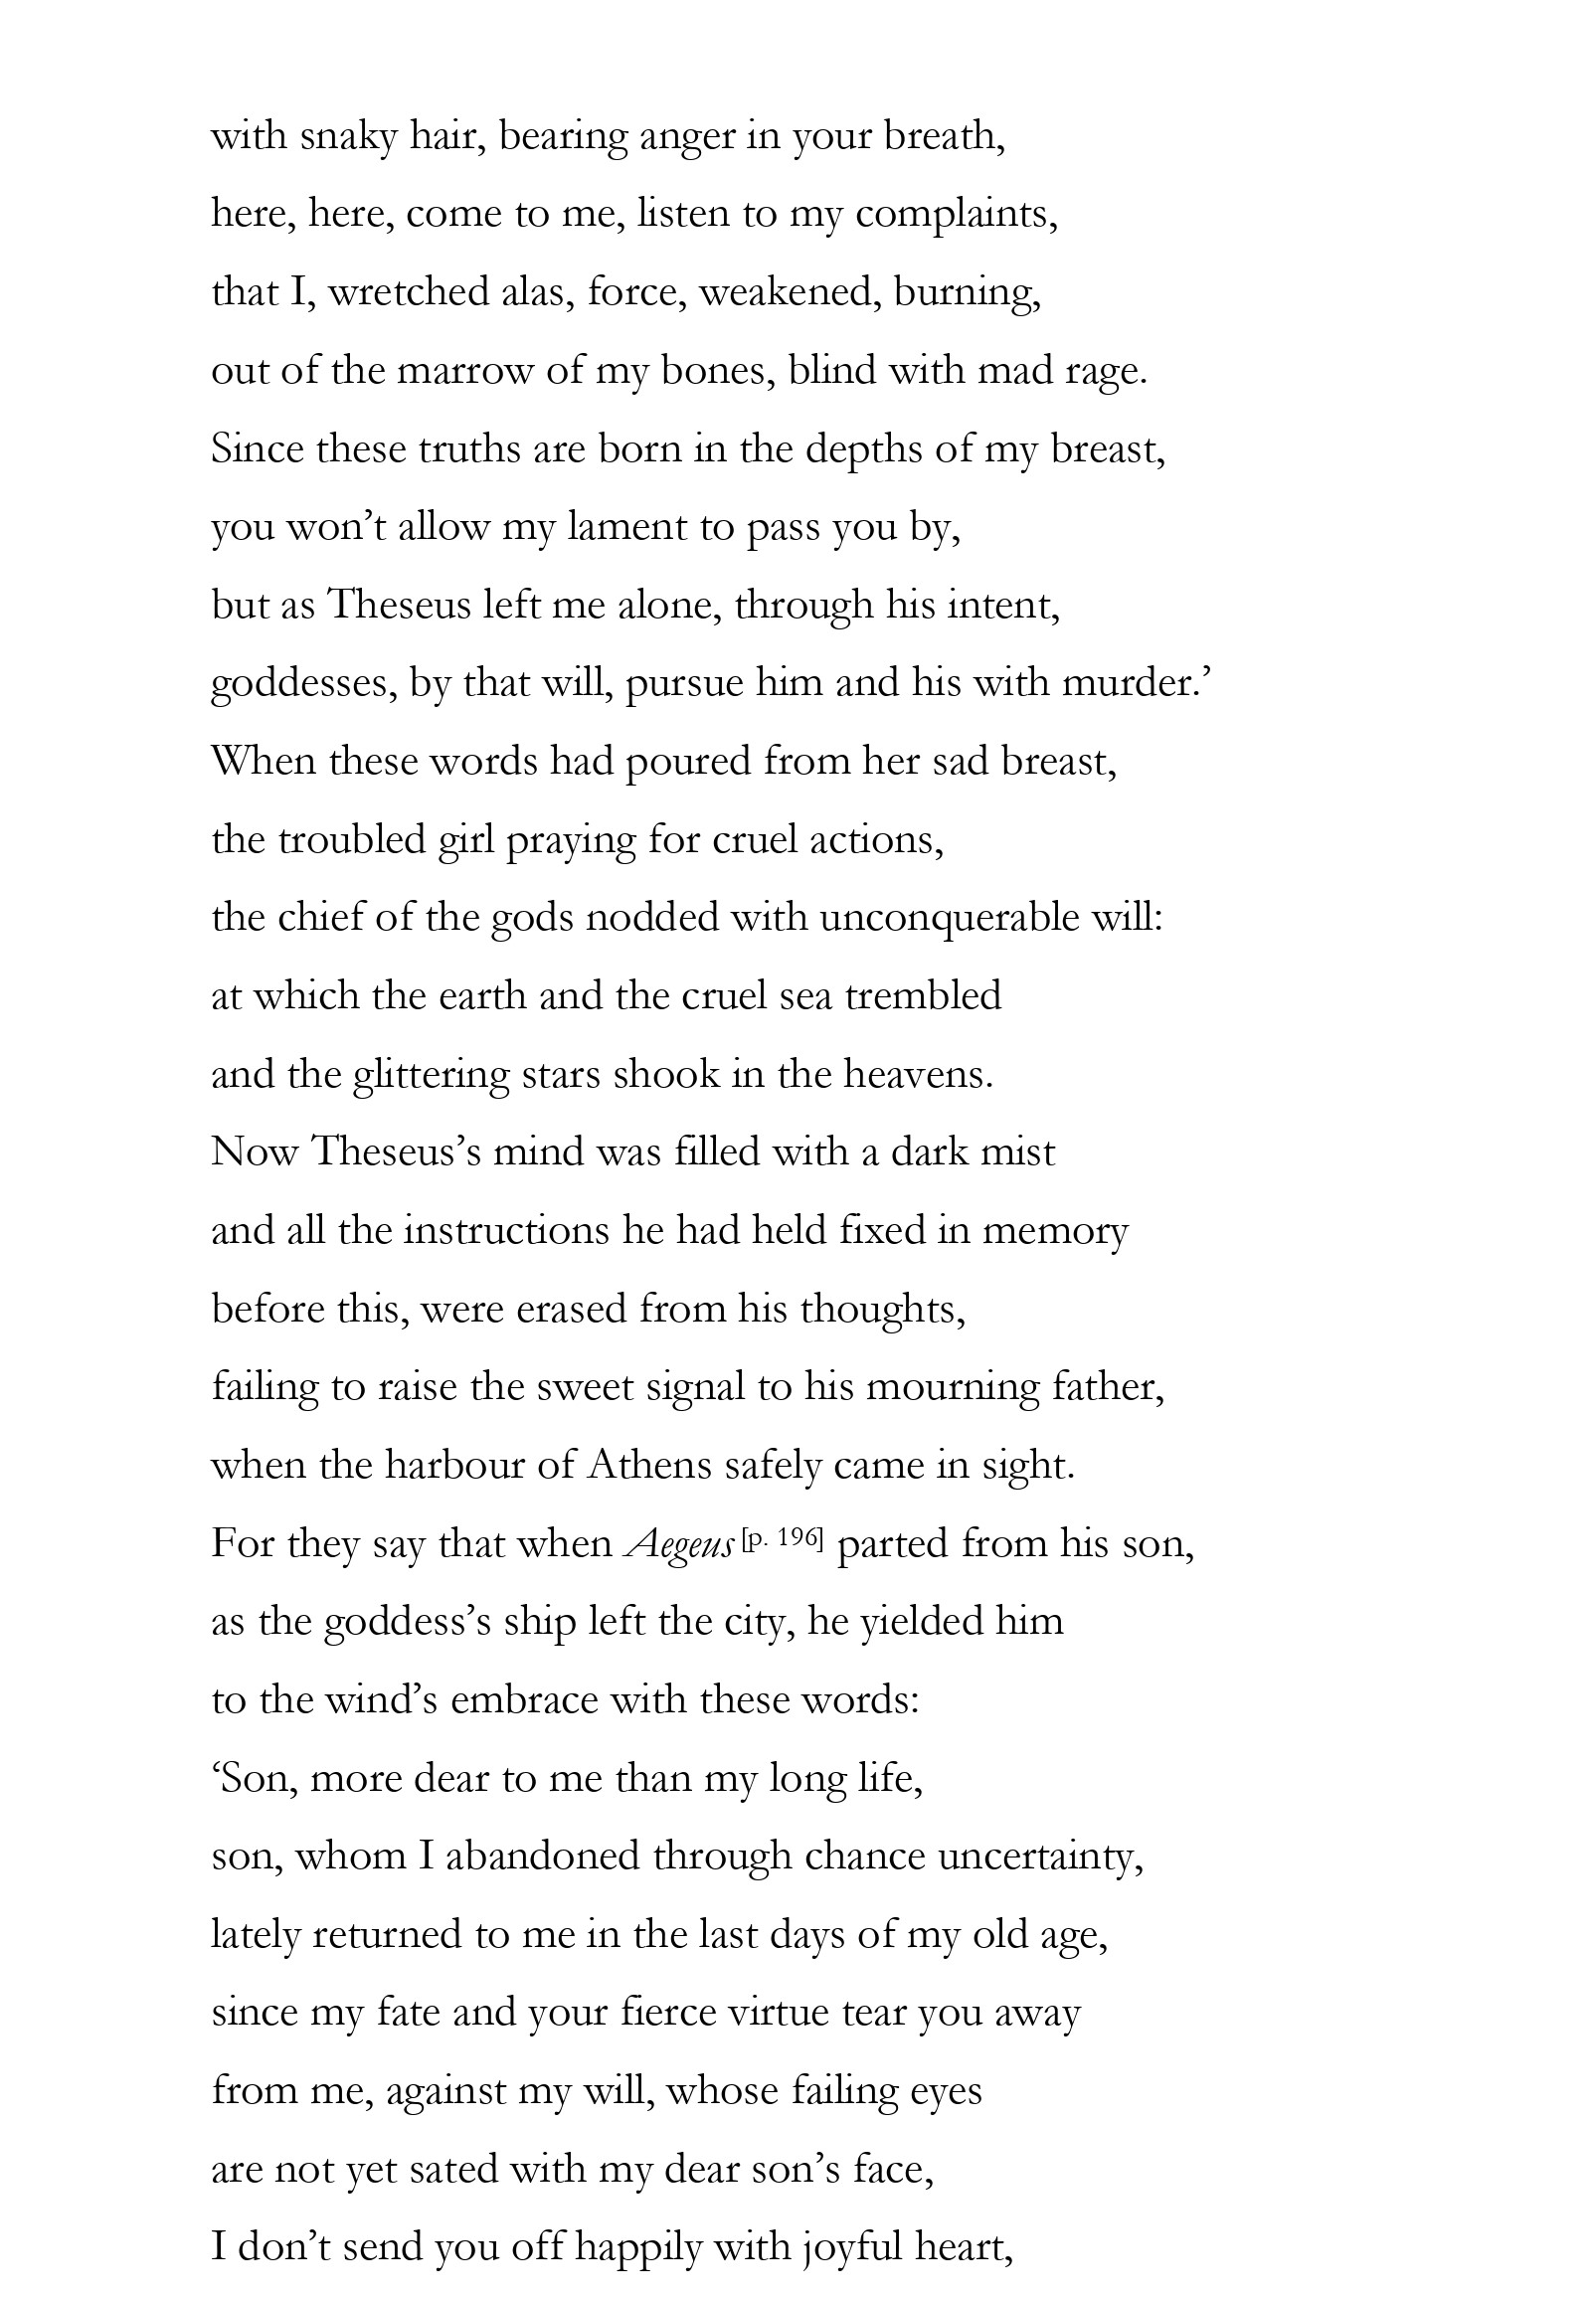 with snaky hair, bearing anger in your breath,
here, here, come to me, listen to my complaints,
that I, wretched alas, force, weakened, burning,
out of the marrow of my bones, blind with mad rage.
Since these truths are born in the depths of my breast,
you won’t allow my lament to pass you by,
but as Theseus left me alone, through his intent,
goddesses, by that will, pursue him and his with murder.’
When these words had poured from her sad breast,
the troubled girl praying for cruel actions,
the chief of the gods nodded with unconquerable will:
at which the earth and the cruel sea trembled
and the glittering stars shook in the heavens.
Now Theseus’s mind was filled with a dark mist
and all the instructions he had held fixed in memory
before this, were erased from his thoughts,
failing to raise the sweet signal to his mourning father,
when the harbour of Athens safely came in sight.
For they say that when Aegeus [p. 196] parted from his son,
as the goddess’s ship left the city, he yielded him
to the wind’s embrace with these words:
‘Son, more dear to me than my long life,
son, whom I abandoned through chance uncertainty,
lately returned to me in the last days of my old age,
since my fate and your fierce virtue tear you away
from me, against my will, whose failing eyes
are not yet sated with my dear son’s face,
I don’t send you off happily with joyful heart,